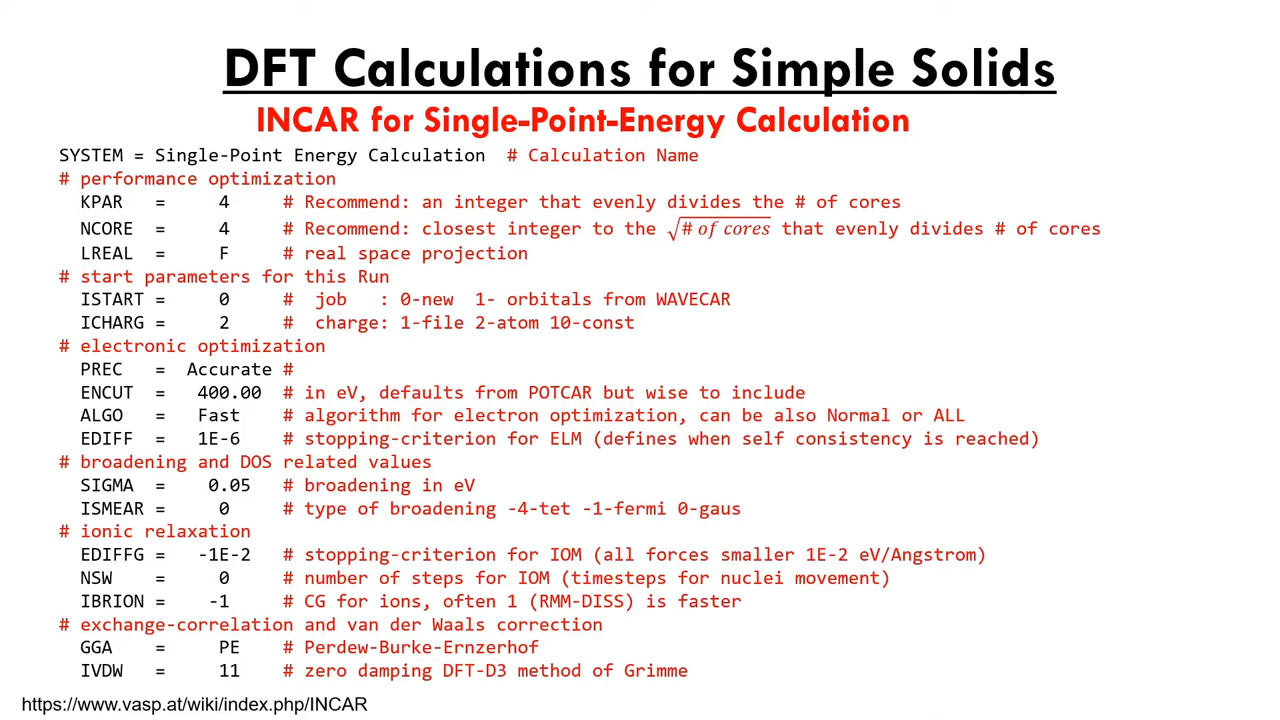 DFT Calculations for Simple Solids
INCAR for Single-Point-Energy Calculation
SYSTEM = Single-Point Energy Calculation # Calculation Name
# performance optimization
KPAR = 4 # Recommend: an integer that evenly divides the # of cores
NCORE = 4 # Recommend: closest integer to the √# of cores that evenly divides # of cores
LREAL = F # real space projection
# start parameters for this Run
ISTART = 0 # job : 0-new 1- orbitals from WAVECAR
ICHARG = 2 # charge: 1-file 2-atom 10-const
# electronic optimization
PREC = Accurate #
ENCUT = 400.00 # in eV, defaults from POTCAR but wise to include
ALGO = Fast # algorithm for electron optimization, can be also Normal or ALL
EDIFF = 1E-6 # stopping-criterion for ELM (defines when self consistency is reached)
# broadening and DOS related values
SIGMA = 0.05 # broadening in eV
ISMEAR = 0 # type of broadening -4-tet -1-fermi 0-gaus
# ionic relaxation
EDIFFG = -1E-2 # stopping-criterion for IOM (all forces smaller 1E-2 eV/Angstrom)
NSW = 0 # number of steps for IOM (timesteps for nuclei movement)
IBRION = -1 # CG for ions, often 1 (RMM-DISS) is faster
# exchange-correlation and van der Waals correction
GGA = PE # Perdew-Burke-Ernzerhof
IVDW = 11 # zero damping DFT-D3 method of Grimme
https://www.vasp.at/wiki/index.php/INCAR